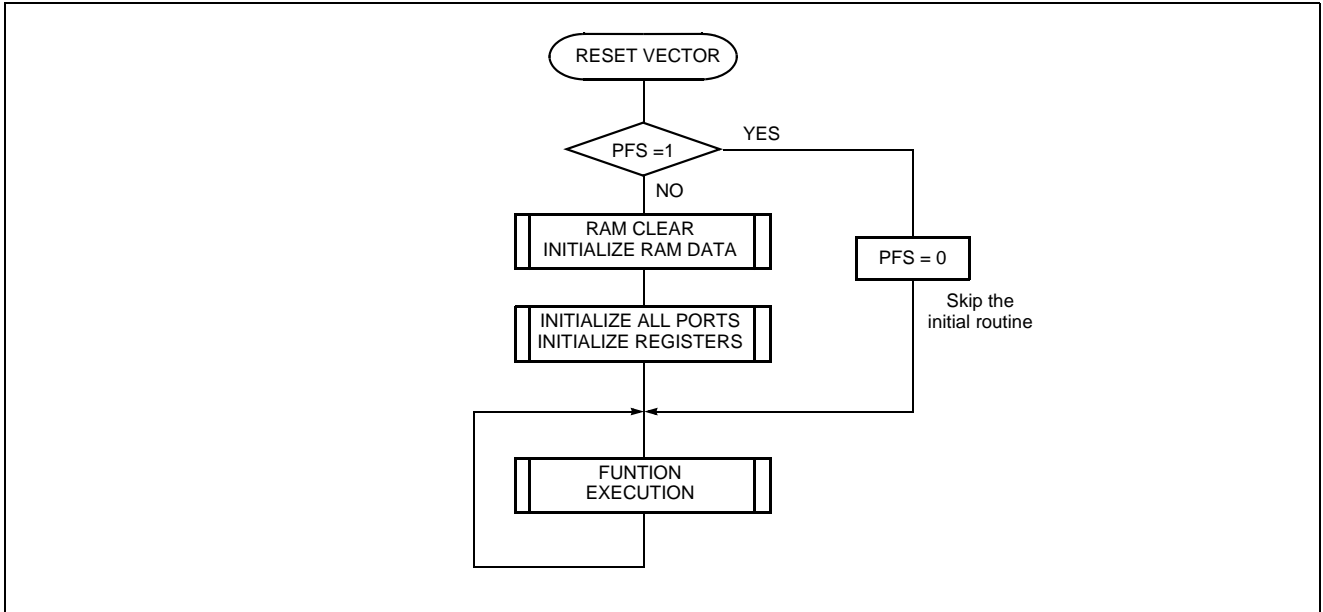 RESET VECTOR
PFS =1
YES
NO
RAM CLEAR
INITIALIZE RAM DATA
PFS = 0
Skip the
initial routine
INITIALIZE ALL PORTS
INITIALIZE REGISTERS
FUNTION
EXECUTION